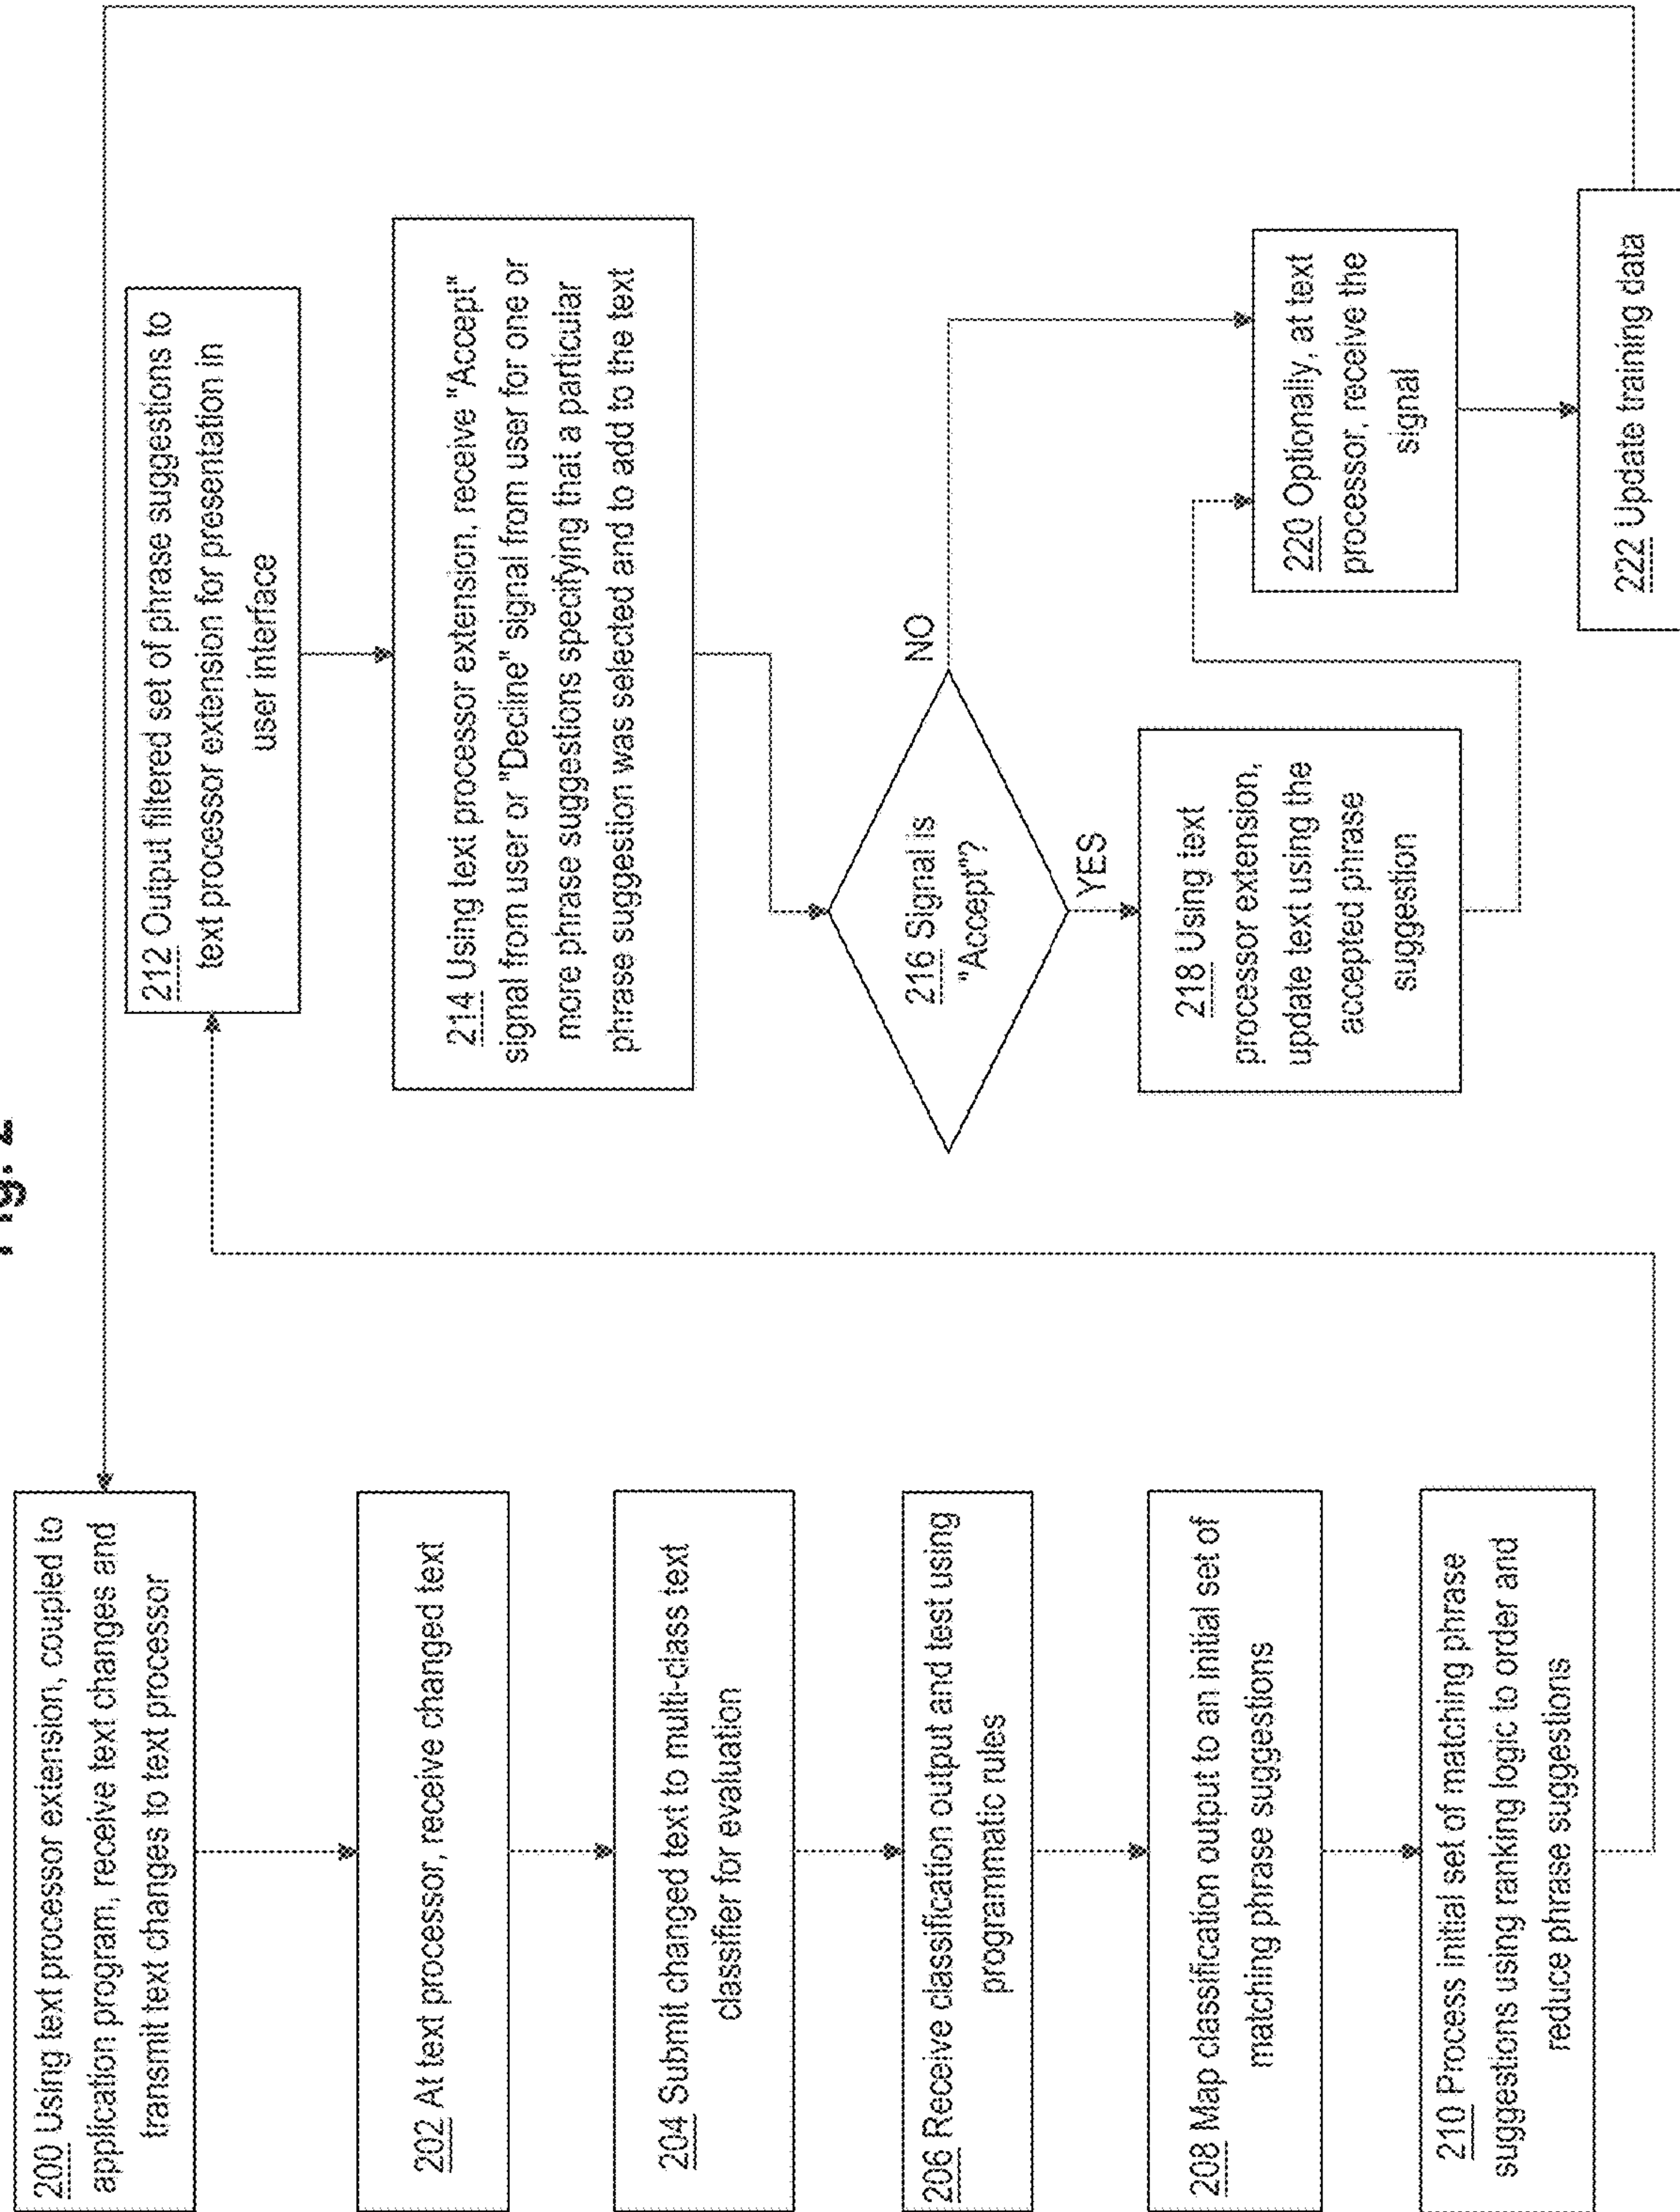 Fig. 2
200 Using text processor extension, coupled to
application program, receive text changes and
transmit text changes to text processor
202 At text processor, receive changed text
204 Submit changed text to multi-class text
classifier for evaluation
206 Receive classification output and test using
programmatic rules
208 Map classification output to an initial set of
matching phrase suggestions
210 Process initial set of matching phrase
suggestions using ranking logic to order and
reduce phrase suggestions
212 Output filtered set of phrase suggestions to
text processor extension for presentation in
user interface
214 Using text processor extension, receive "Accept"
signal from user or "Decline" signal from user for one or
more phrase suggestions specifying that a particular
phrase suggestion was selected and to add to the text
216 Signal is
"Accept"?
NO
YES
218 Using text
processor extension,
update text using the
accepted phrase
suggestion
220 Optionally, at text
processor, receive the
signal
222 Update training data